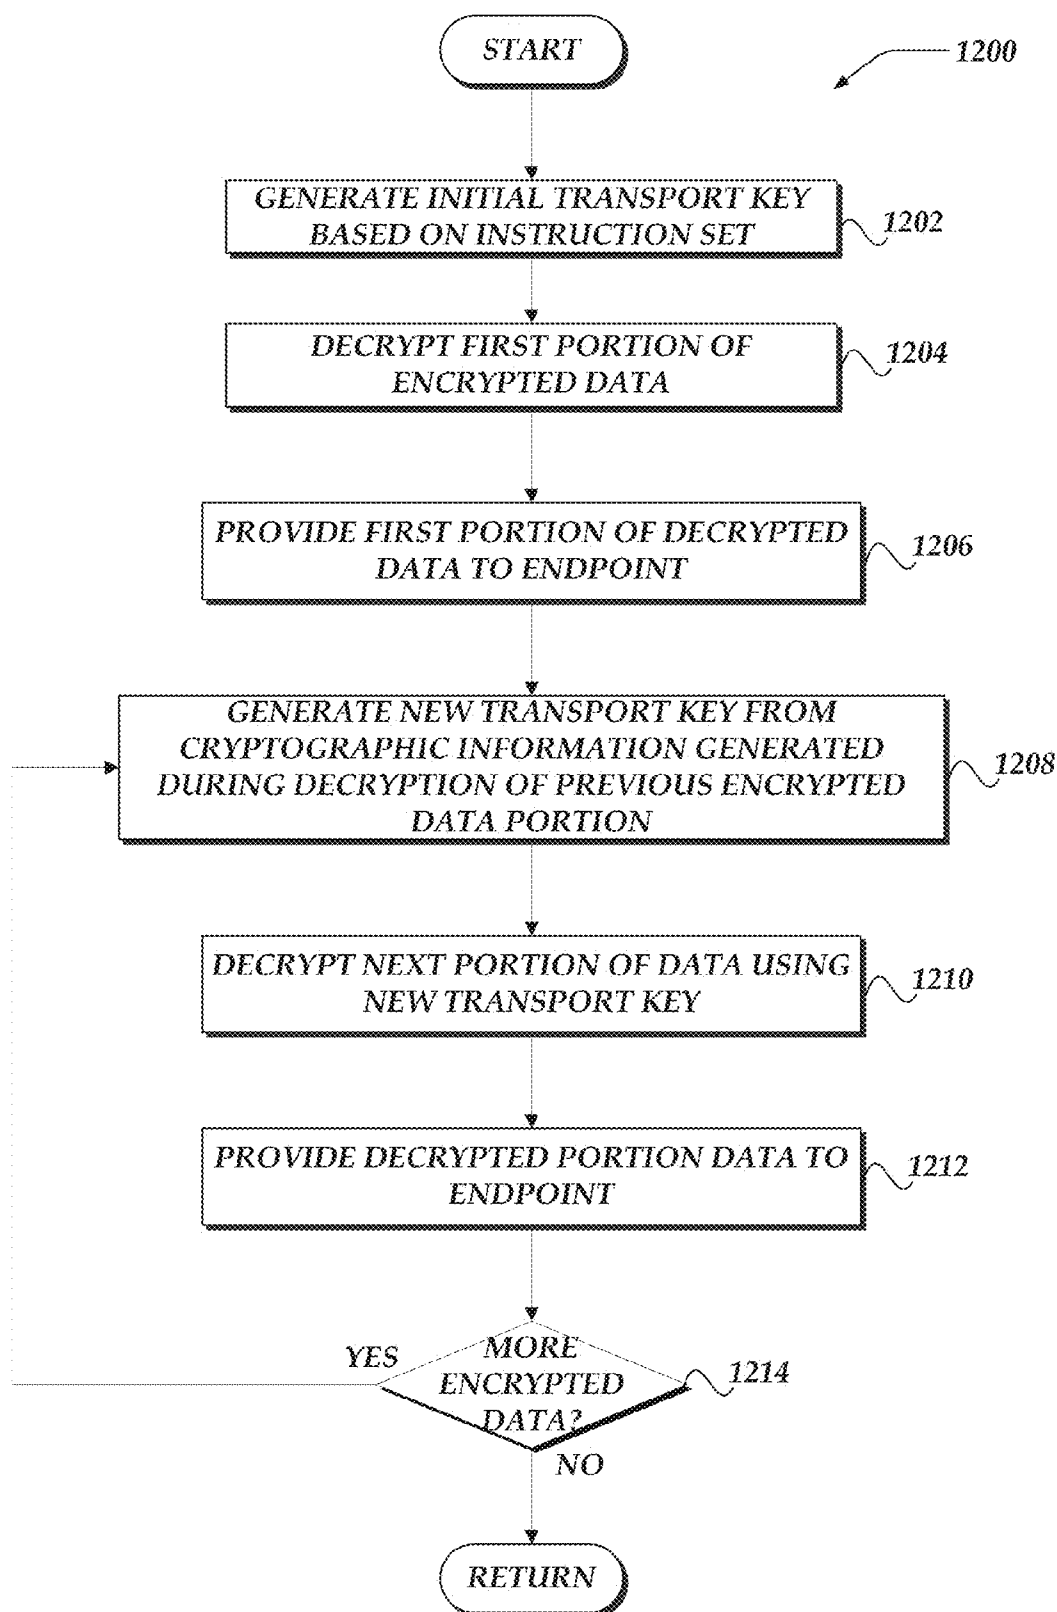 START
1200
GENERATE INITIAL TRANSPORT KEY
BASED ON INSTRUCTION SET
1202
DECRYPT FIRST PORTION OF
ENCRYPTED DATA
1204
PROVIDE FIRST PORTION OF DECRYPTED
DATA TO ENDPOINT
1206
GENERATE NEW TRANSPORT KEY FROM
CRYPTOGRAPHIC INFORMATION GENERATED
DURING DECRYPTION OF PREVIOUS ENCRYPTED
DATA PORTION
1208
DECRYPT NEXT PORTION OF DATA USING
NEW TRANSPORT KEY
1210
PROVIDE DECRYPTED PORTION DATA TO
ENDPOINT
1212
YES
MORE
ENCRYPTED
DATA?
1214
NO
RETURN